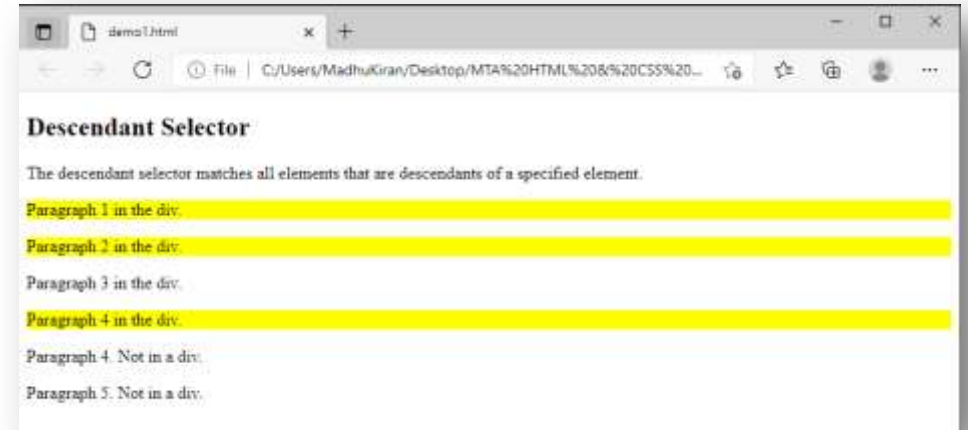 demo1.html
File | C:/Users/MadhuKiran/Desktop/MTA%20HTML%20&%20CSS%20...
Descendant Selector
The descendant selector matches all elements that are descendants of a specified element.
Paragraph 1 in the div.
Paragraph 2 in the div.
Paragraph 3 in the div.
Paragraph 4 in the div.
Paragraph 4. Not in a div.
Paragraph 5. Not in a div.